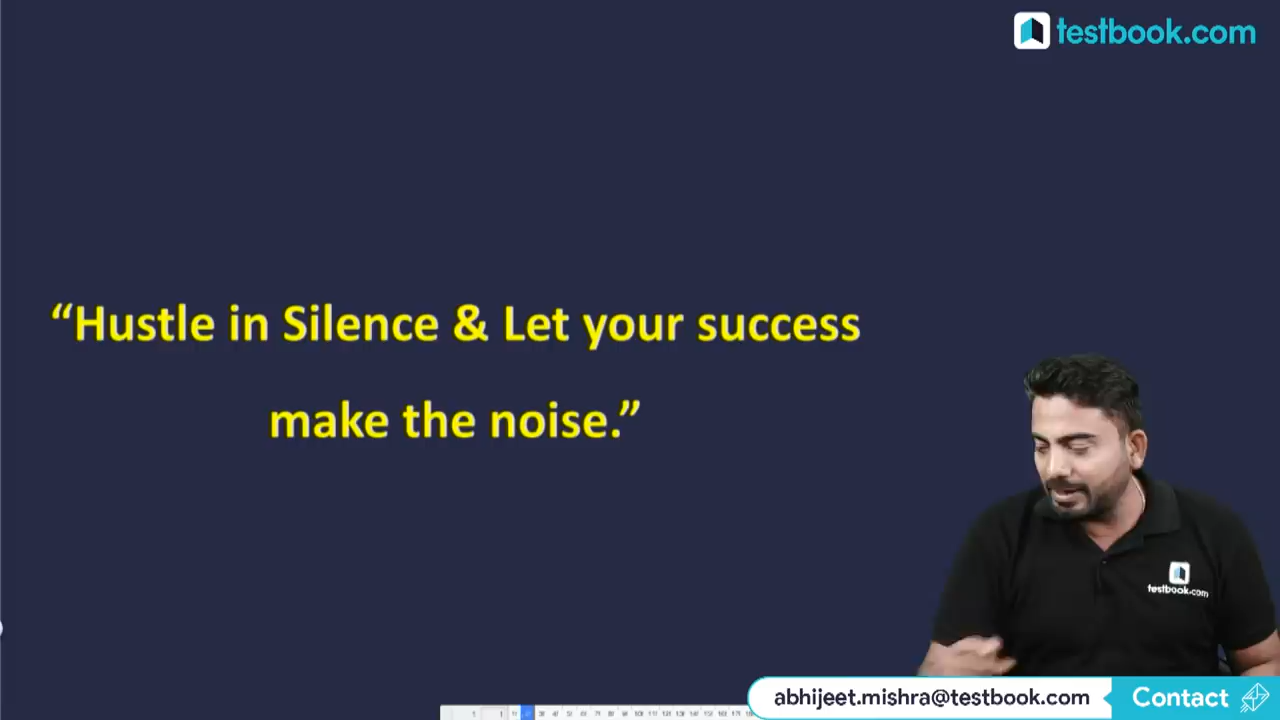 testbook.com
“Hustle in Silence & Let your success
make the noise.”
testbook.com
abhijeet.mishra@testbook.com
Contact